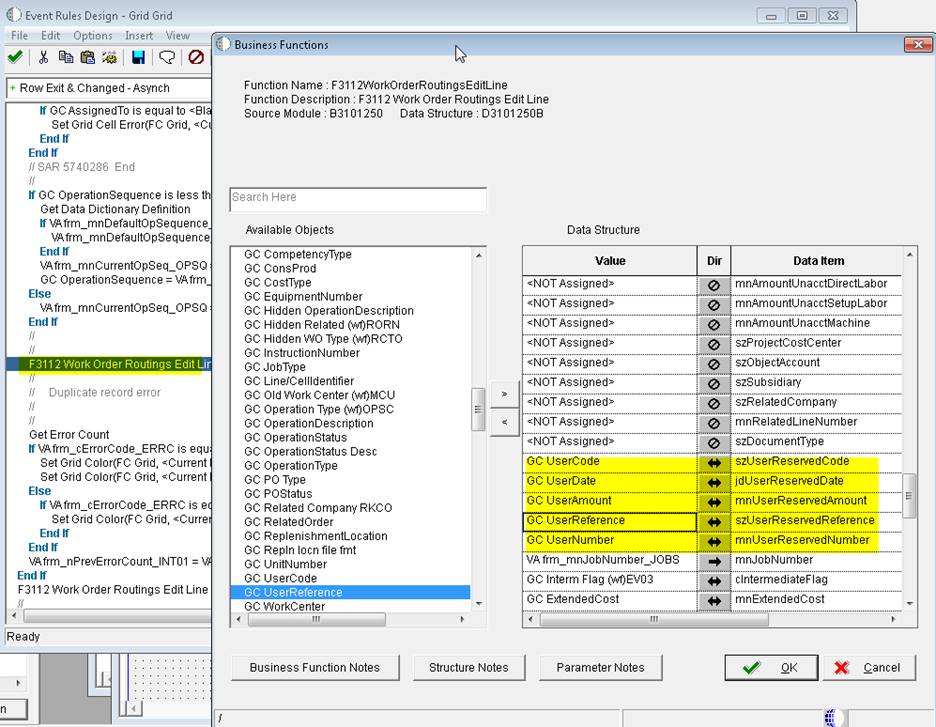 Event Rules Design - Grid Grid
File Edit Options Insert View
+ Row Exit & Changed - Asynch
If GC AssignedTo is equal to <Bla
Set Grid Cell Error(FC Grid, <Cu
End If
End If
// SAR 5740286 End
//
If GC OperationSequence is less th
Get Data Dictionary Definition
If VA frm_mnDefaultOpSequence_
VA frm_mnDefaultOpSequence_
End If
VA frm_mnCurrentOpSeq_OPSQ =
GC OperationSequence = VA frm_
Else
VA frm_mnCurrentOpSeq_OPSQ =
End If
//
//
F3112 Work Order Routings Edit Lin
//
// Duplicate record error
//
//
Get Error Count
If VA frm_cErrorCode_ERRC is equa
Set Grid Color(FC Grid, <Current
Set Grid Color(FC Grid, <Current
Else
If VA frm_cErrorCode_ERRC is eq
Set Grid Color(FC Grid, <Currer
End If
End If
VA frm_nPrevErrorCount_INT01 = VA
End If
F3112 Work Order Routings Edit Line
//
Ready
n
Business Functions
Function Name : F3112WorkOrderRoutingsEditLine
Function Description : F3112 Work Order Routings Edit Line
Source Module : B3101250 Data Structure : D3101250B
Search Here
Available Objects
GC CompetencyType
GC ConsProd
GC CostType
GC EquipmentNumber
GC Hidden OperationDescription
GC Hidden Related (wf)RORN
GC Hidden WO Type (wf)RCTO
GC InstructionNumber
GC JobType
GC Line/CellIdentifier
GC Old Work Center (wf)MCU
GC Operation Type (wf)OPSC
GC OperationDescription
GC OperationStatus
GC OperationStatus Desc
GC OperationType
GC PO Type
GC POStatus
GC Related Company RKCO
GC RelatedOrder
GC ReplenishmentLocation
GC Repln locn file fmt
GC UnitNumber
GC UserCode
GC UserReference
GC WorkCenter
»
«
Data Structure
Value Dir Data Item
<NOT Assigned> mnAmountUnacctDirectLabor
<NOT Assigned> mnAmountUnacctSetupLabor
<NOT Assigned> mnAmountUnacctMachine
<NOT Assigned> szProjectCostCenter
<NOT Assigned> szObjectAccount
<NOT Assigned> szSubsidiary
<NOT Assigned> szRelatedCompany
<NOT Assigned> mnRelatedLineNumber
<NOT Assigned> szDocumentType
GC UserCode szUserReservedCode
GC UserDate jdUserReservedDate
GC UserAmount mnUserReservedAmount
GC UserReference szUserReservedReference
GC UserNumber mnUserReservedNumber
VA frm_mnJobNumber_JOBS mnJobNumber
GC Interm Flag (wf)EV03 cIntermediateFlag
GC ExtendedCost mnExtendedCost
Business Function Notes Structure Notes Parameter Notes OK Cancel
/